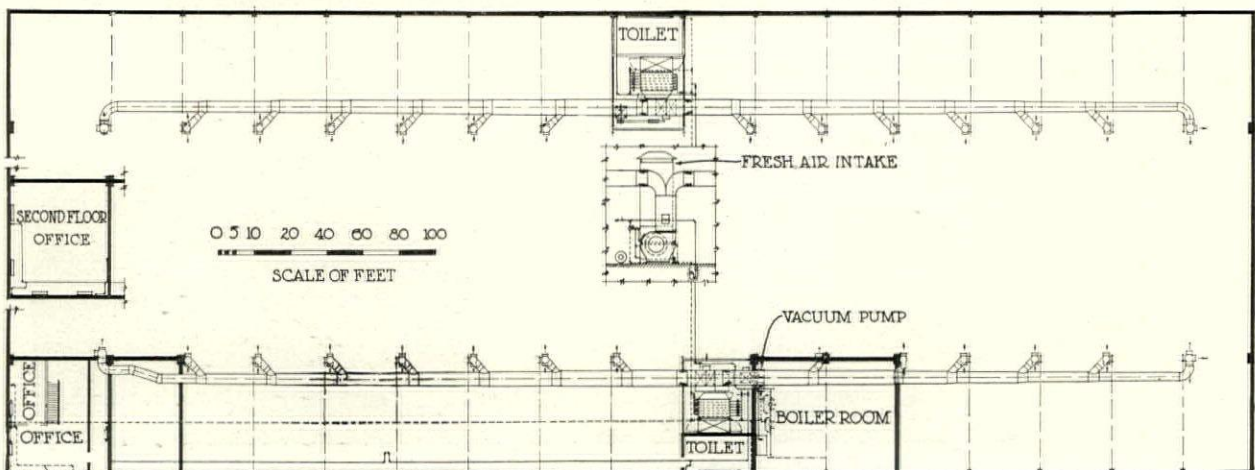 TOILET
FRESH AIR INTAKE
SECOND FLOOR
OFFICE
0 5 10 20 40 60 80 100
SCALE OF FEET
VACUUM PUMP
OFFICE
OFFICE
BOILER ROOM
TOILET